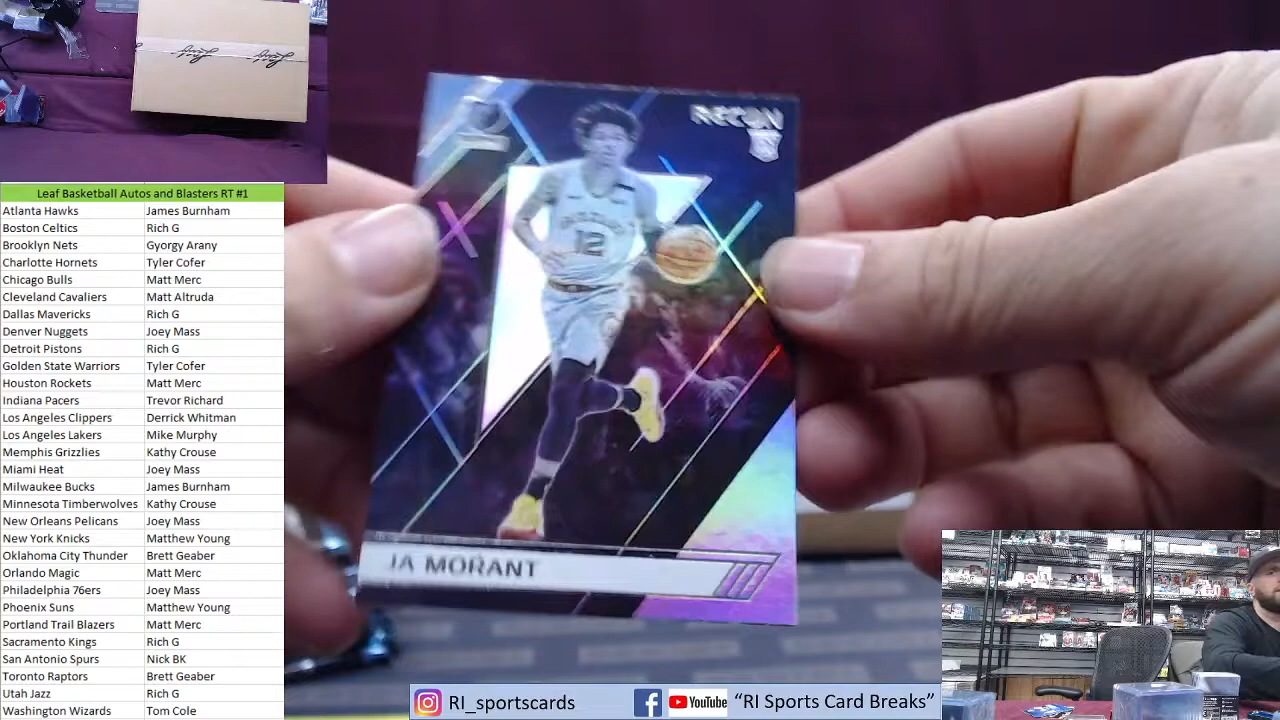 Leaf Basketball Autos and Blasters RT #1
Atlanta Hawks James Burnham
Boston Celtics Rich G
Brooklyn Nets Gyorgy Arany
Charlotte Hornets Tyler Cofer
Chicago Bulls Matt Merc
Cleveland Cavaliers Matt Altruda
Dallas Mavericks Rich G
Denver Nuggets Joey Mass
Detroit Pistons Rich G
Golden State Warriors Tyler Cofer
Houston Rockets Matt Merc
Indiana Pacers Trevor Richard
Los Angeles Clippers Derrick Whitman
Los Angeles Lakers Mike Murphy
Memphis Grizzlies Kathy Crouse
Miami Heat Joey Mass
Milwaukee Bucks James Burnham
Minnesota Timberwolves Kathy Crouse
New Orleans Pelicans Joey Mass
New York Knicks Matthew Young
Oklahoma City Thunder Brett Geaber
Orlando Magic Matt Merc
Philadelphia 76ers Joey Mass
Phoenix Suns Matthew Young
Portland Trail Blazers Matt Merc
Sacramento Kings Rich G
San Antonio Spurs Nick BK
Toronto Raptors Brett Geaber
Utah Jazz Rich G
Washington Wizards Tom Cole
Leaf Leaf
RECON
12
JA MORANT
RI_sportscards
YouTube "RI Sports Card Breaks"